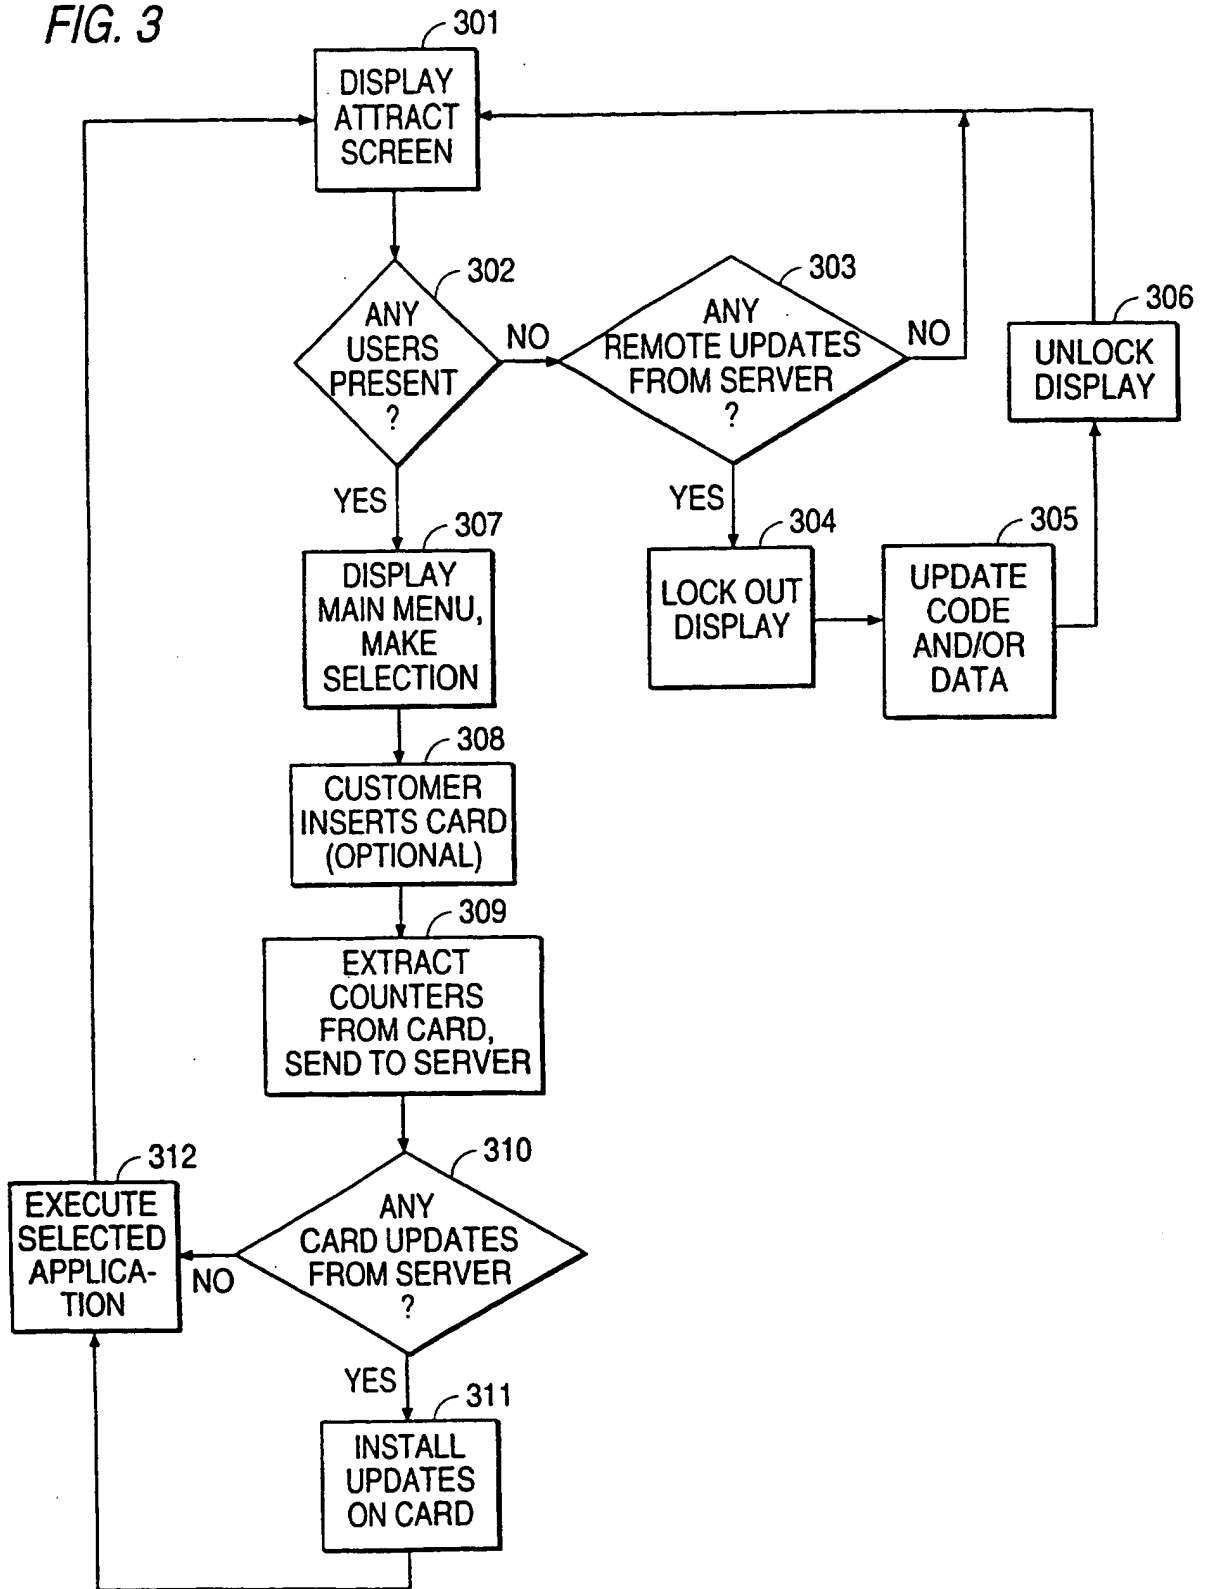 FIG. 3
301
DISPLAY
ATTRACT
SCREEN
302
ANY
USERS
PRESENT
?
NO
303
ANY
REMOTE UPDATES
FROM SERVER
?
NO
306
UNLOCK
DISPLAY
YES
307
DISPLAY
MAIN MENU,
MAKE
SELECTION
YES
304
LOCK OUT
DISPLAY
305
UPDATE
CODE
AND/OR
DATA
308
CUSTOMER
INSERTS CARD
(OPTIONAL)
309
EXTRACT
COUNTERS
FROM CARD,
SEND TO SERVER
310
ANY
CARD UPDATES
FROM SERVER
?
NO
312
EXECUTE
SELECTED
APPLICA-
TION
YES
311
INSTALL
UPDATES
ON CARD